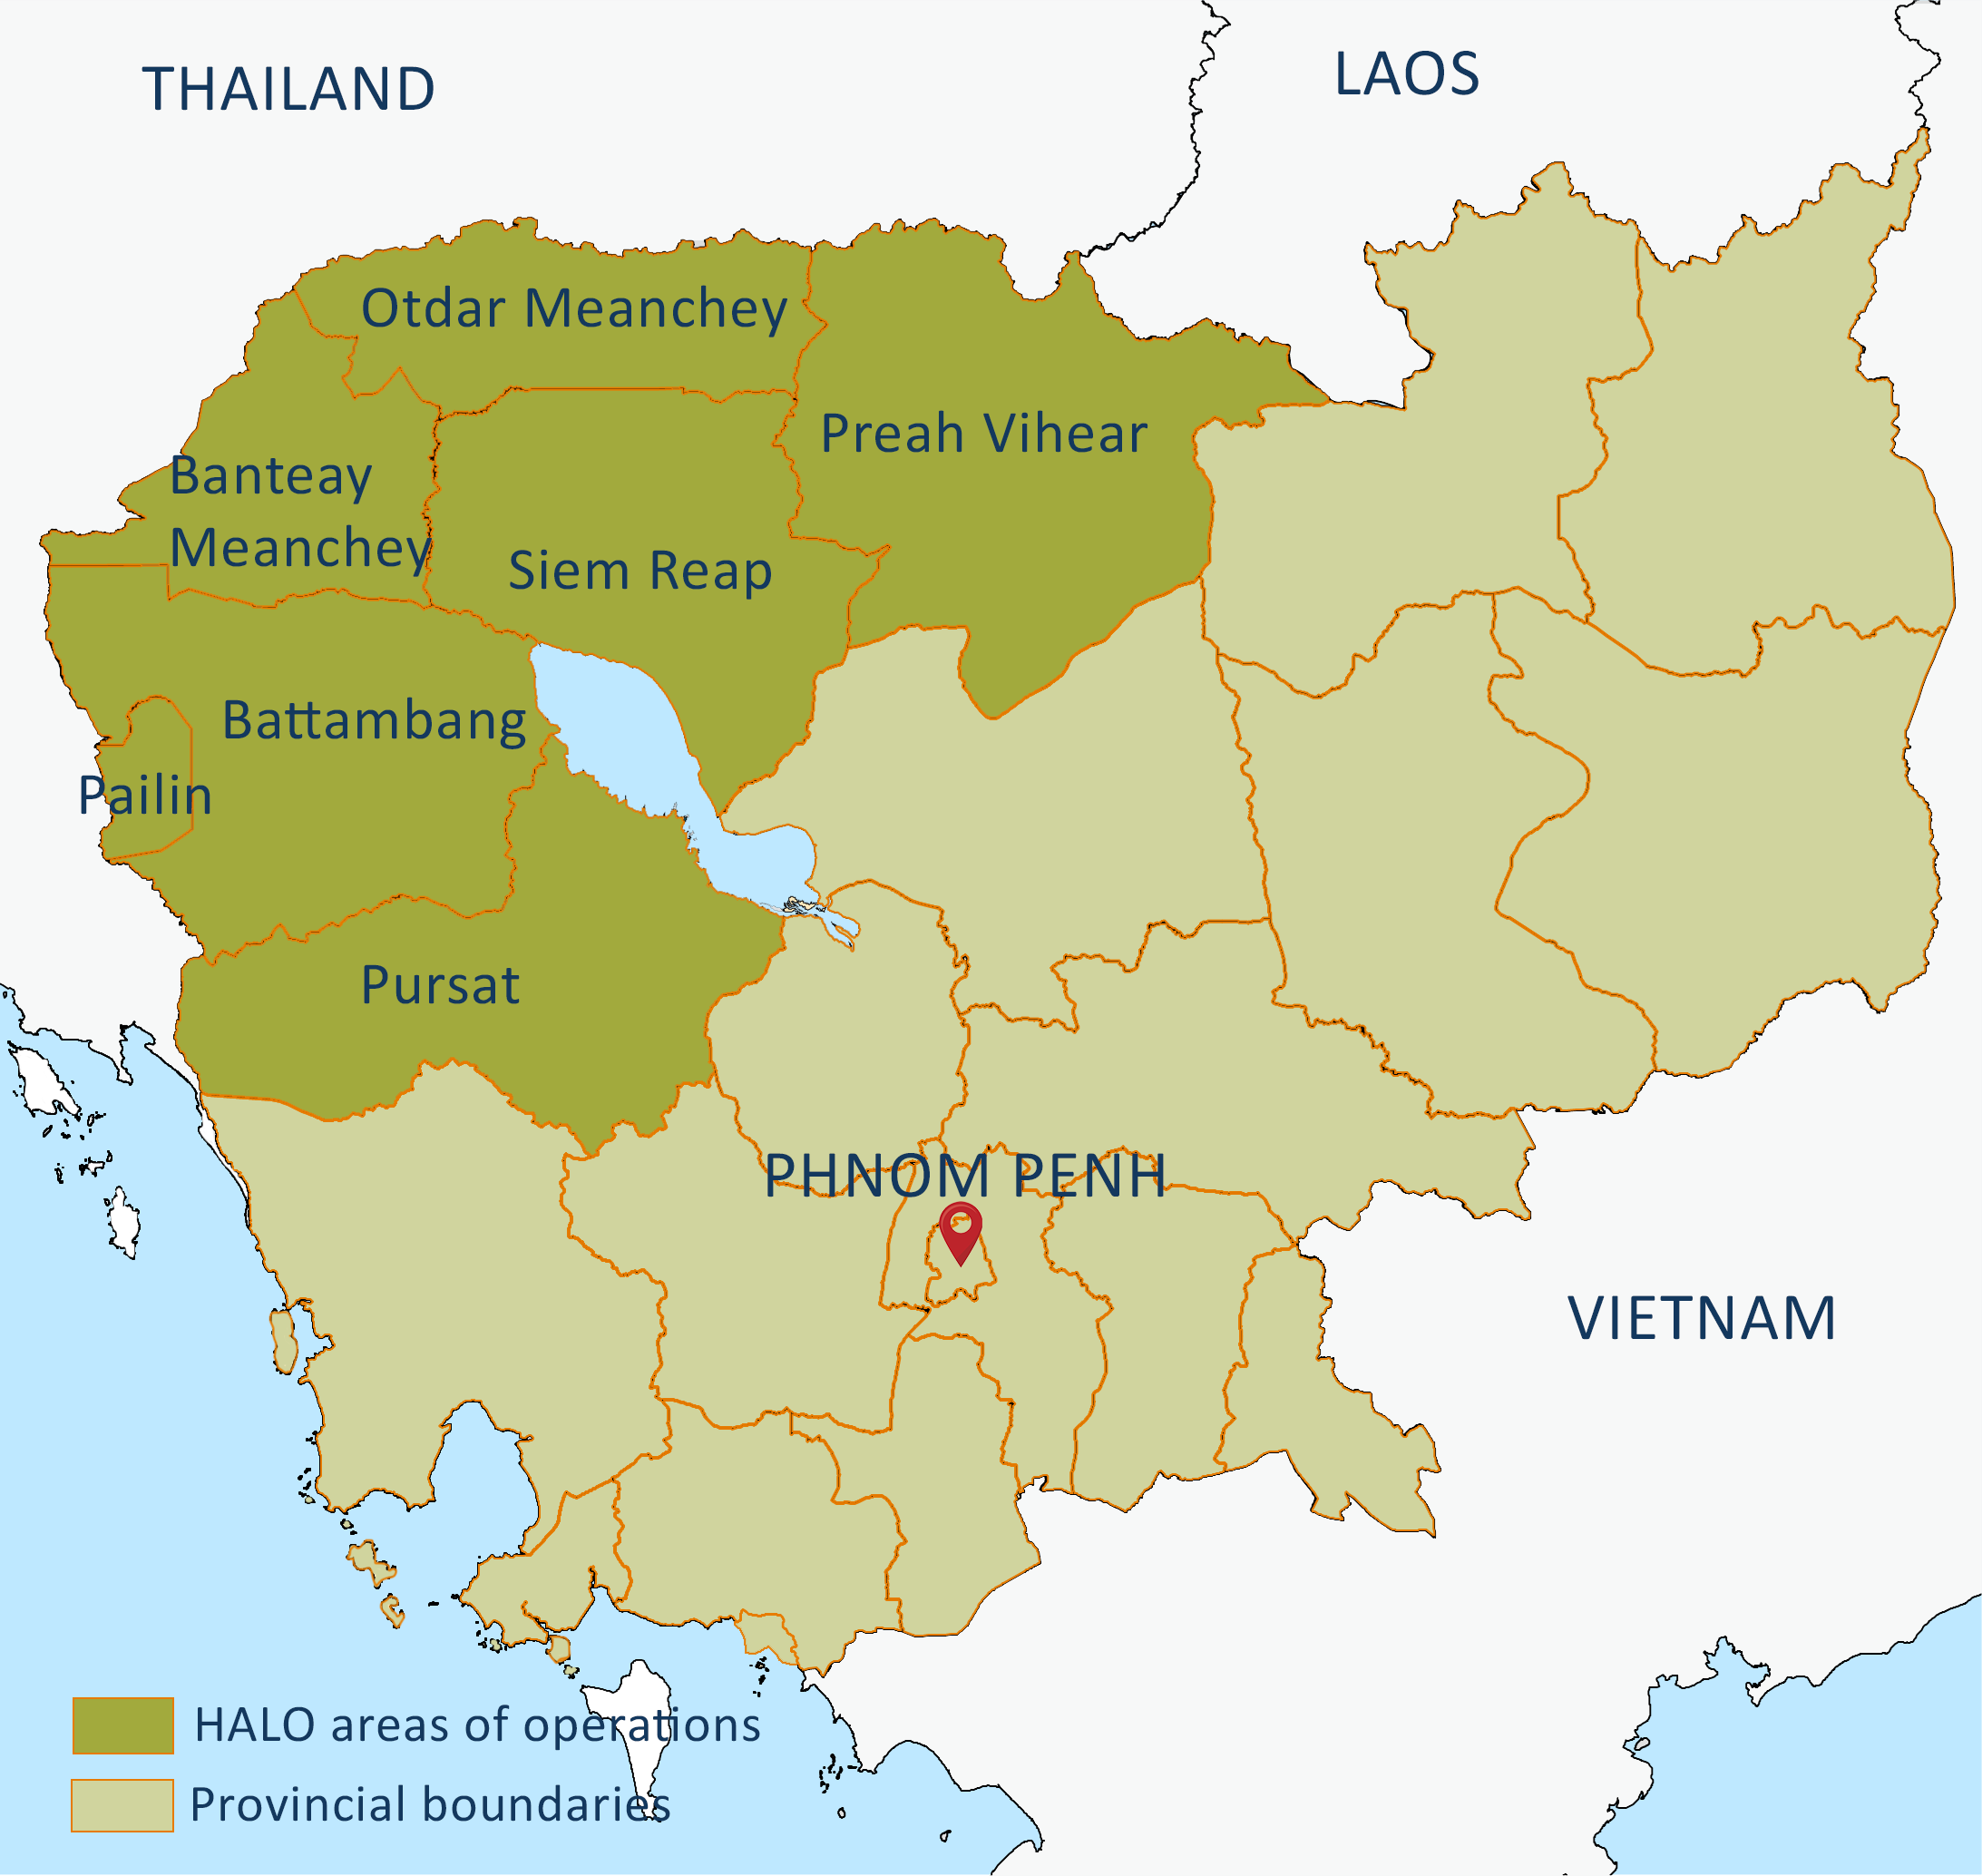 THAILAND
LAOS
Otdar Meanchey
Preah Vihear
Banteay
Meanchey
Siem Reap
Battambang
Pailin
Pursat
PHNOM PENH
VIETNAM
HALO areas of operations
Provincial boundaries